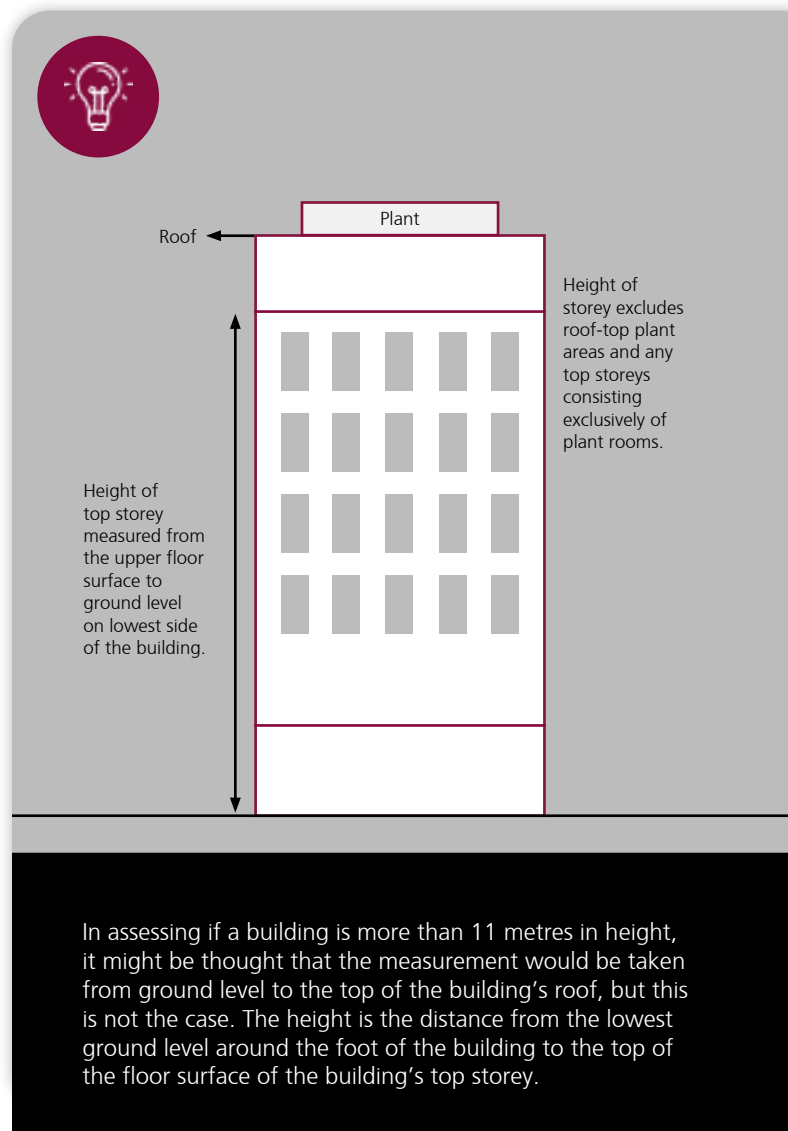 Plant
Roof
Height of
storey excludes
roof-top plant
areas and any
top storeys
consisting
exclusively of
plant rooms.
Height of
top storey
measured from
the upper floor
surface to
ground level
on lowest side
of the building.
In assessing if a building is more than 11 metres in height,
it might be thought that the measurement would be taken
from ground level to the top of the building’s roof, but this
is not the case. The height is the distance from the lowest
ground level around the foot of the building to the top of
the floor surface of the building’s top storey.